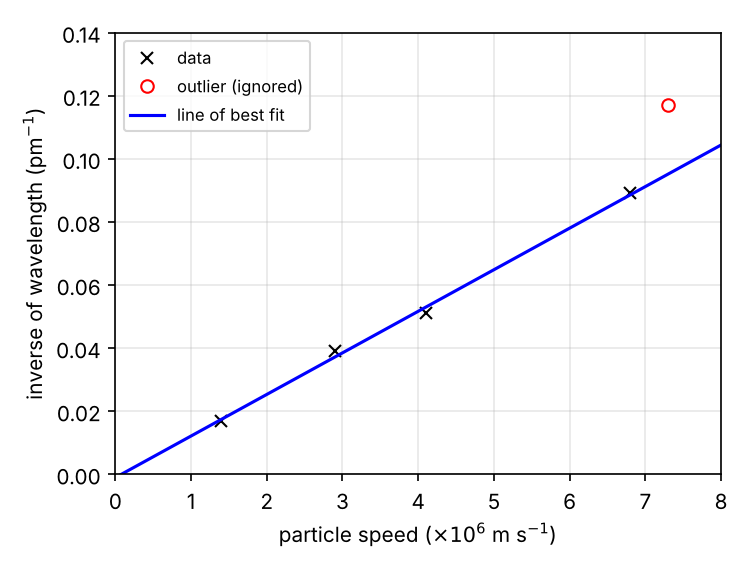 0.14
0.12
0.10
0.08
0.06
0.04
0.02
0.00
inverse of wavelength (pm⁻¹)
data
outlier (ignored)
line of best fit
0 1 2 3 4 5 6 7 8
particle speed (×10⁶ m s⁻¹)